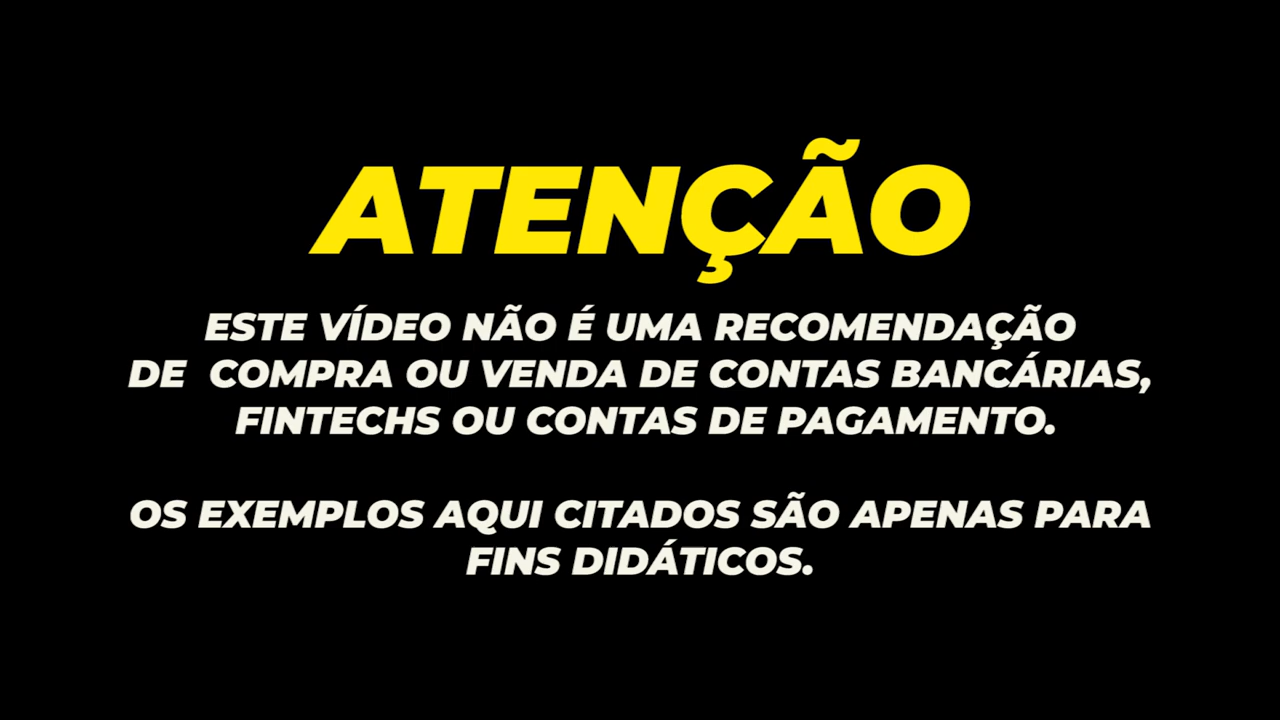 ATENÇÃO
ESTE VÍDEO NÃO É UMA RECOMENDAÇÃO
DE COMPRA OU VENDA DE CONTAS BANCÁRIAS,
FINTECHS OU CONTAS DE PAGAMENTO.
OS EXEMPLOS AQUI CITADOS SÃO APENAS PARA
FINS DIDÁTICOS.